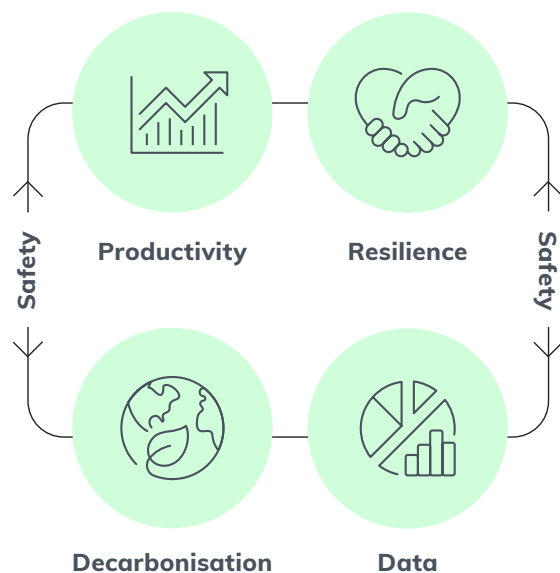 Productivity
Resilience
Safety
Safety
Decarbonisation
Data